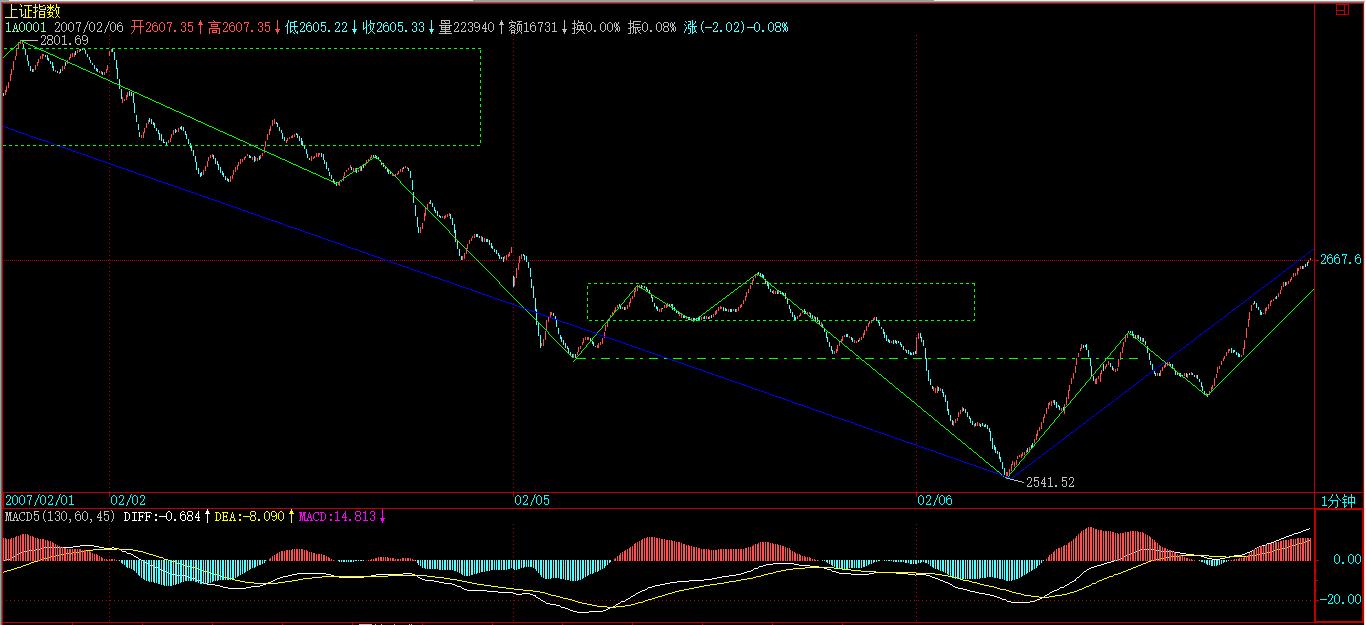 上证指数
1A0001 2007/02/06 开2607.35↑高2607.35↓低2605.22↓收2605.33↓量223940↑额16731↓换0.00% 振0.08% 涨(-2.02)-0.08%
2801.69
2667.6
2541.52
2007/02/01 02/02 02/05 02/06 1分钟
MACD5(130,60,45) DIFF:-0.684↑DEA:-8.090↑MACD:14.813↓
0.00
-20.00